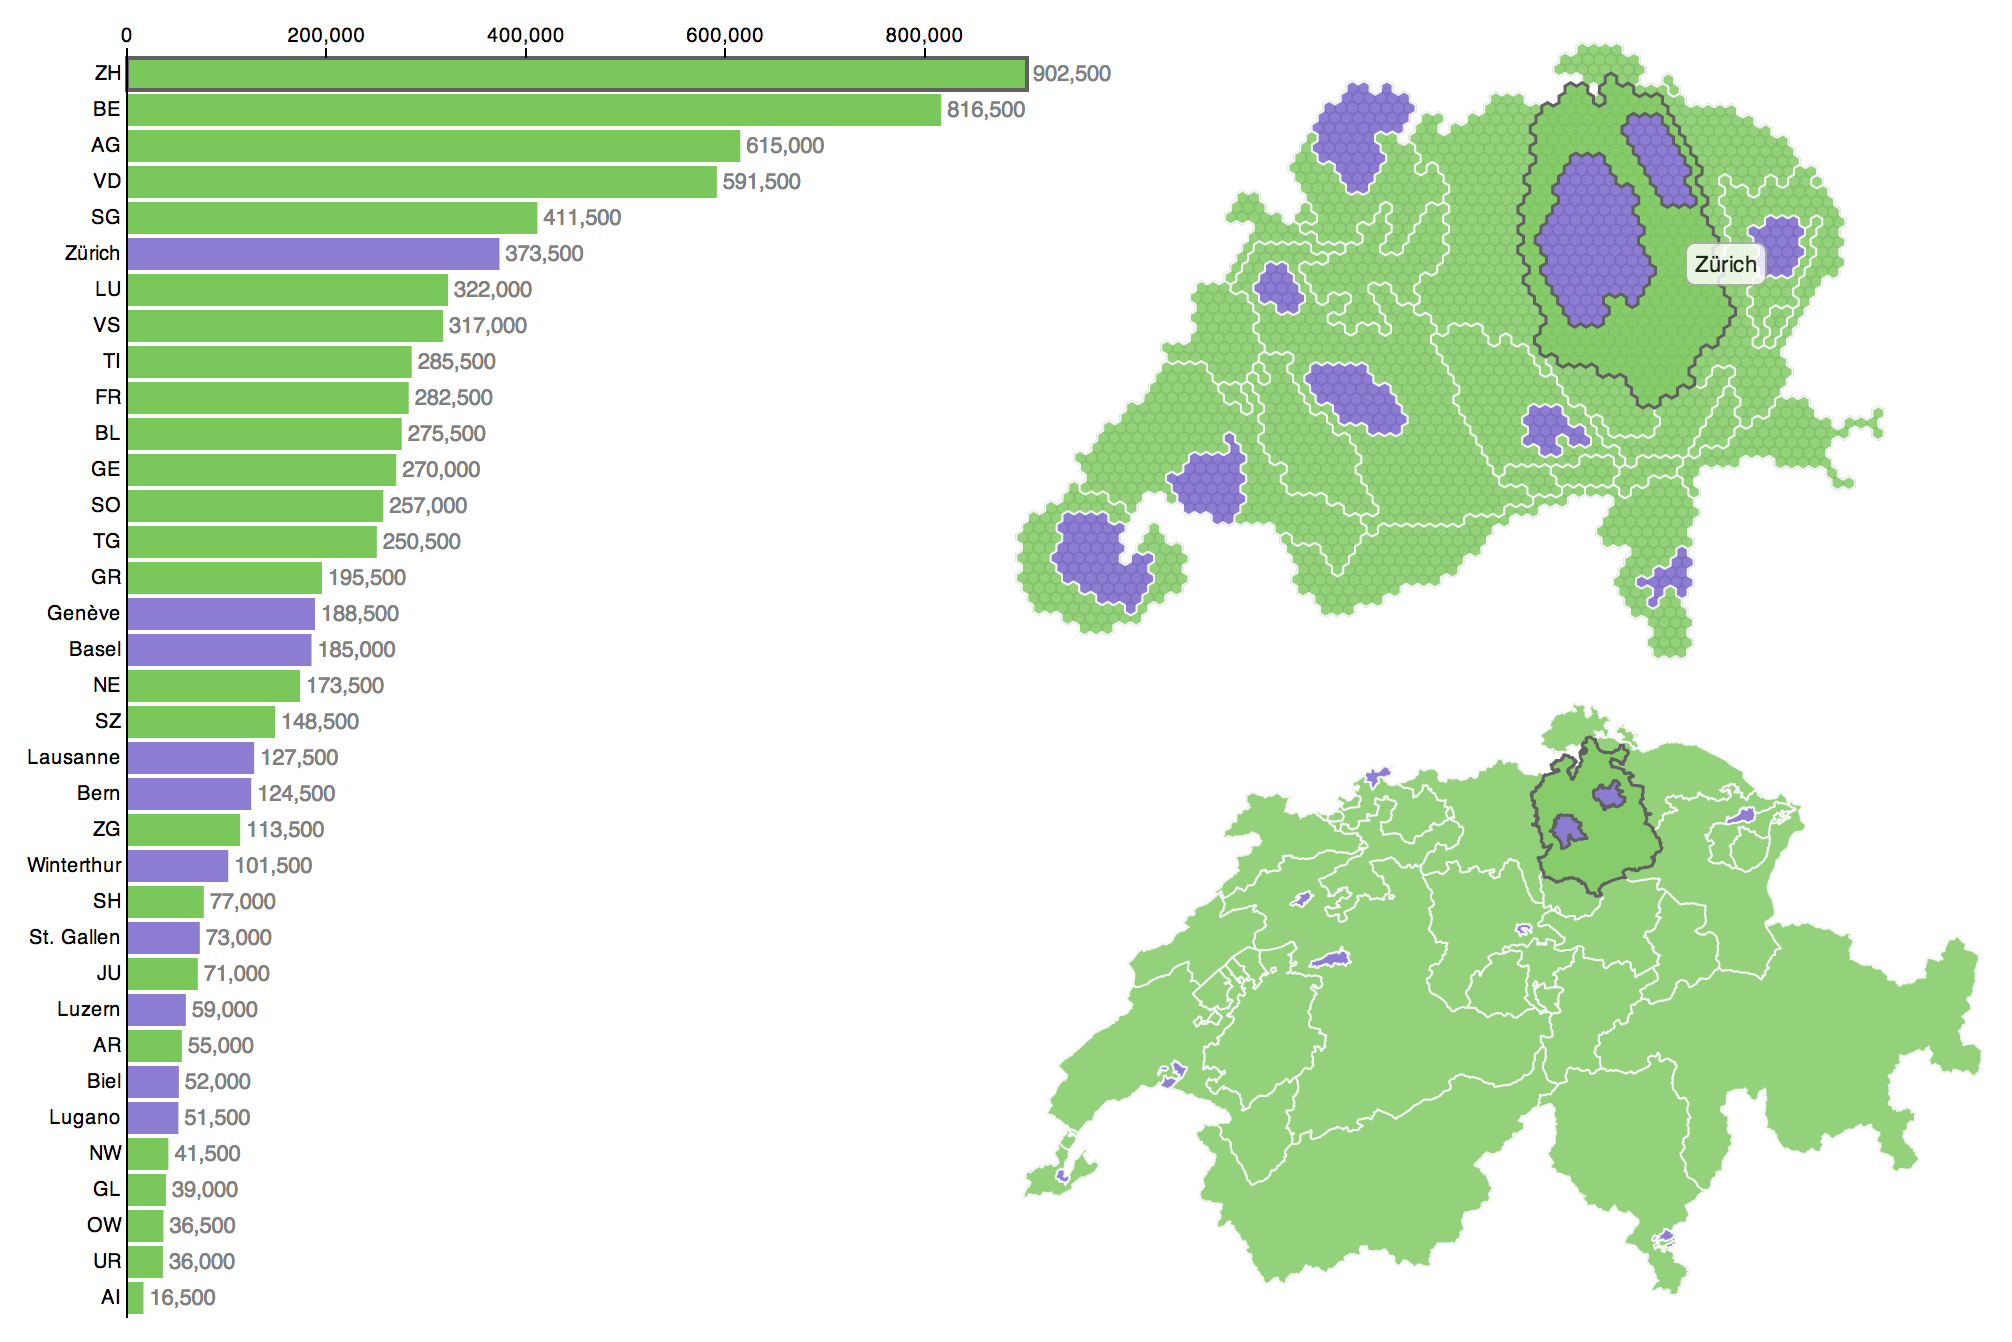 0 200,000 400,000 600,000 800,000
ZH 902,500
BE 816,500
AG 615,000
VD 591,500
SG 411,500
Zürich 373,500
LU 322,000
VS 317,000
TI 285,500
FR 282,500
BL 275,500
GE 270,000
SO 257,000
TG 250,500
GR 195,500
Genève 188,500
Basel 185,000
NE 173,500
SZ 148,500
Lausanne 127,500
Bern 124,500
ZG 113,500
Winterthur 101,500
SH 77,000
St. Gallen 73,000
JU 71,000
Luzern 59,000
AR 55,000
Biel 52,000
Lugano 51,500
NW 41,500
GL 39,000
OW 36,500
UR 36,000
AI 16,500
Zürich